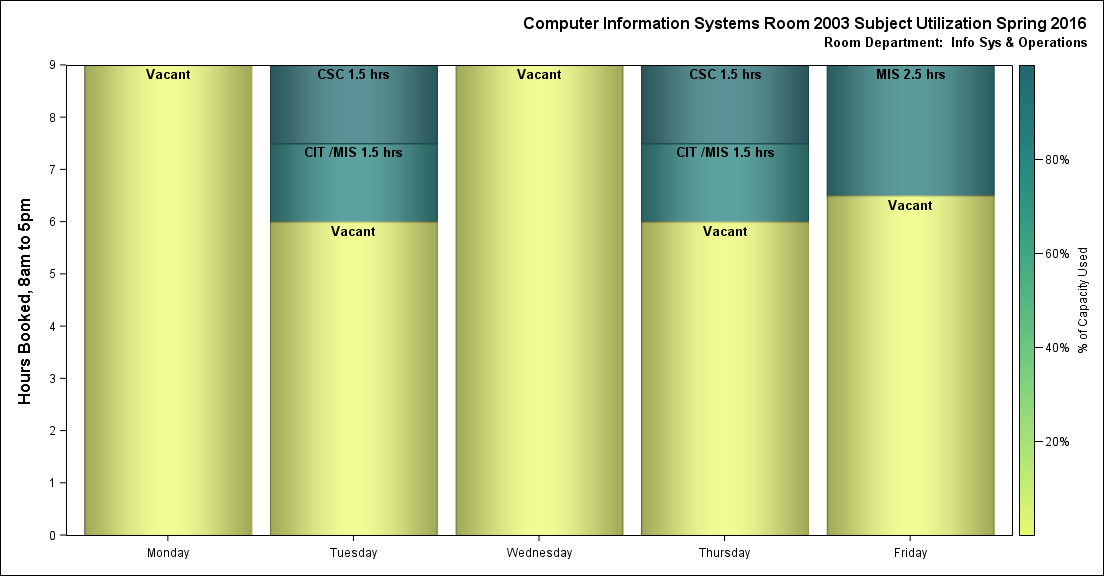 Computer Information Systems Room 2003 Subject Utilization Spring 2016
Room Department:  Info Sys & Operations
Hours Booked, 8am to 5pm
9
8
7
6
5
4
3
2
1
0
Vacant
CSC 1.5 hrs
CIT /MIS 1.5 hrs
Vacant
Vacant
CSC 1.5 hrs
CIT /MIS 1.5 hrs
Vacant
MIS 2.5 hrs
Vacant
Monday
Tuesday
Wednesday
Thursday
Friday
80%
60%
40%
20%
% of Capacity Used